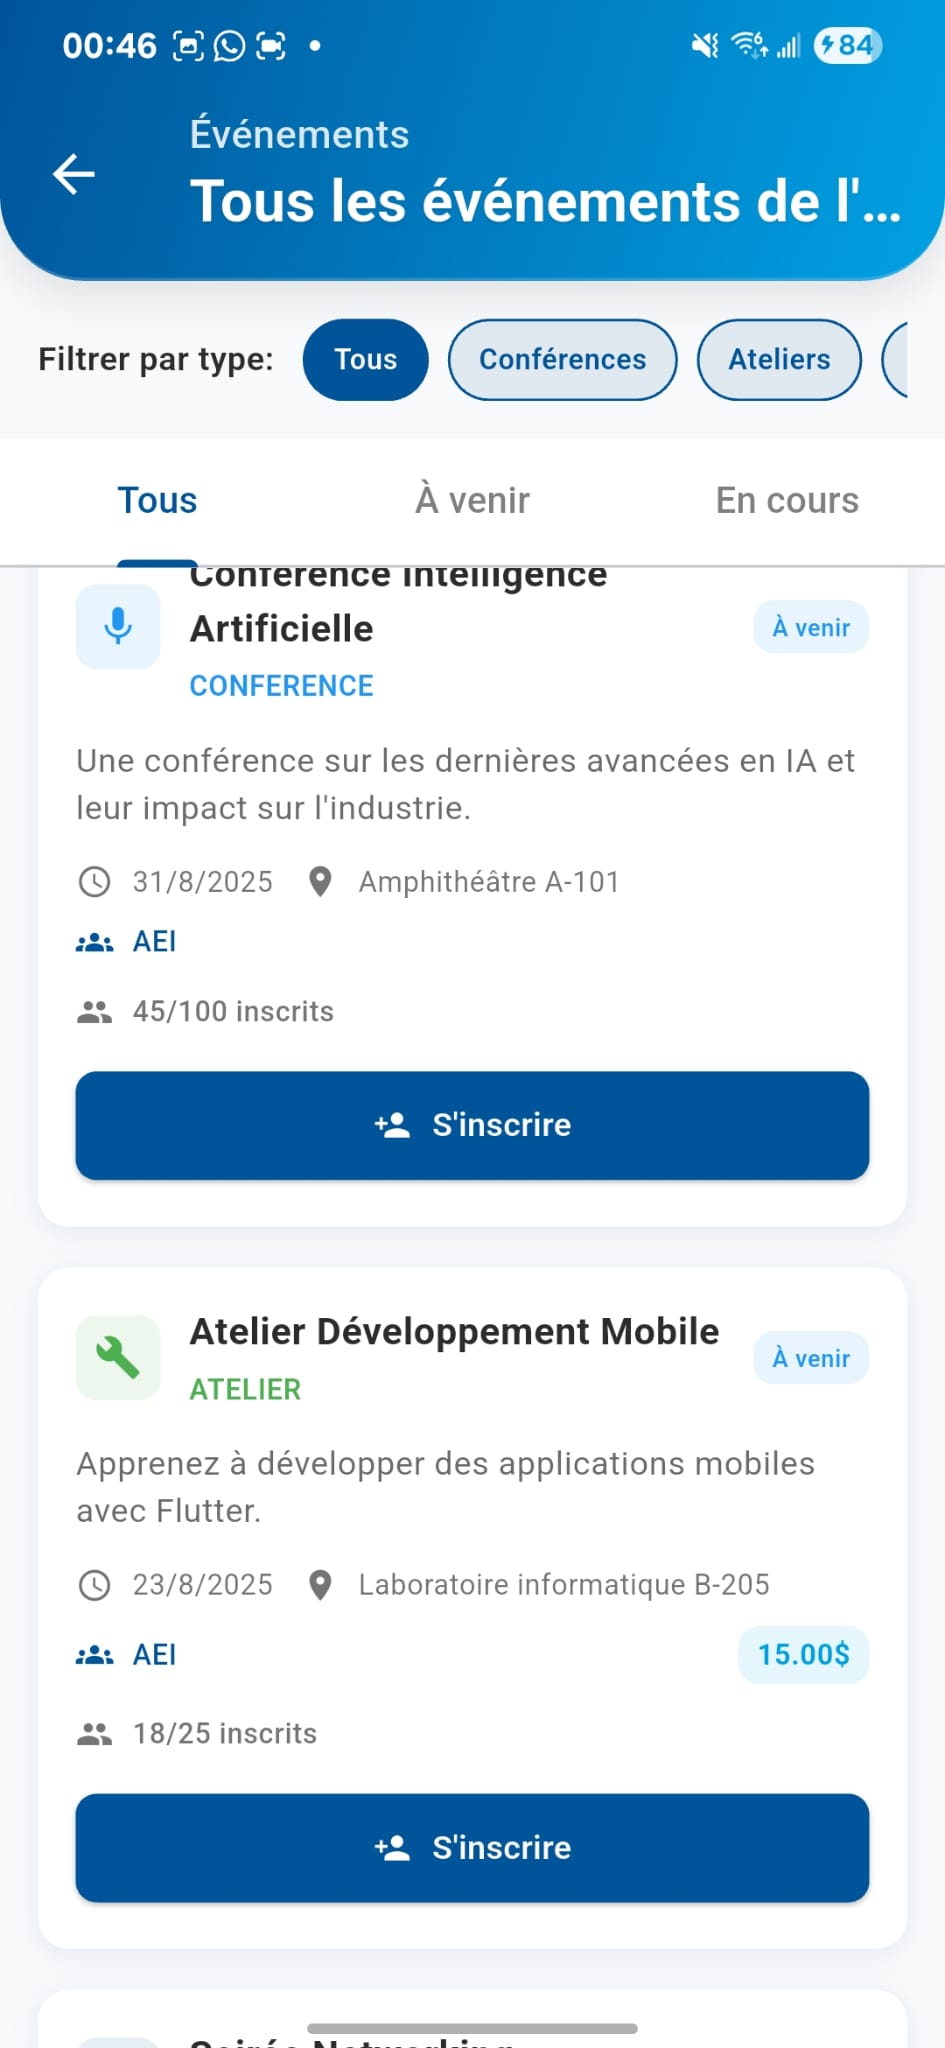 00:46
84
Événements
Tous les événements de l'...
Filtrer par type:
Tous
Conférences
Ateliers
Tous
À venir
En cours
Conférence Intelligence
Artificielle
À venir
CONFERENCE
Une conférence sur les dernières avancées en IA et
leur impact sur l'industrie.
31/8/2025
Amphithéâtre A-101
AEI
45/100 inscrits
S'inscrire
Atelier Développement Mobile
À venir
ATELIER
Apprenez à développer des applications mobiles
avec Flutter.
23/8/2025
Laboratoire informatique B-205
AEI
15.00$
18/25 inscrits
S'inscrire
Soirée Networking